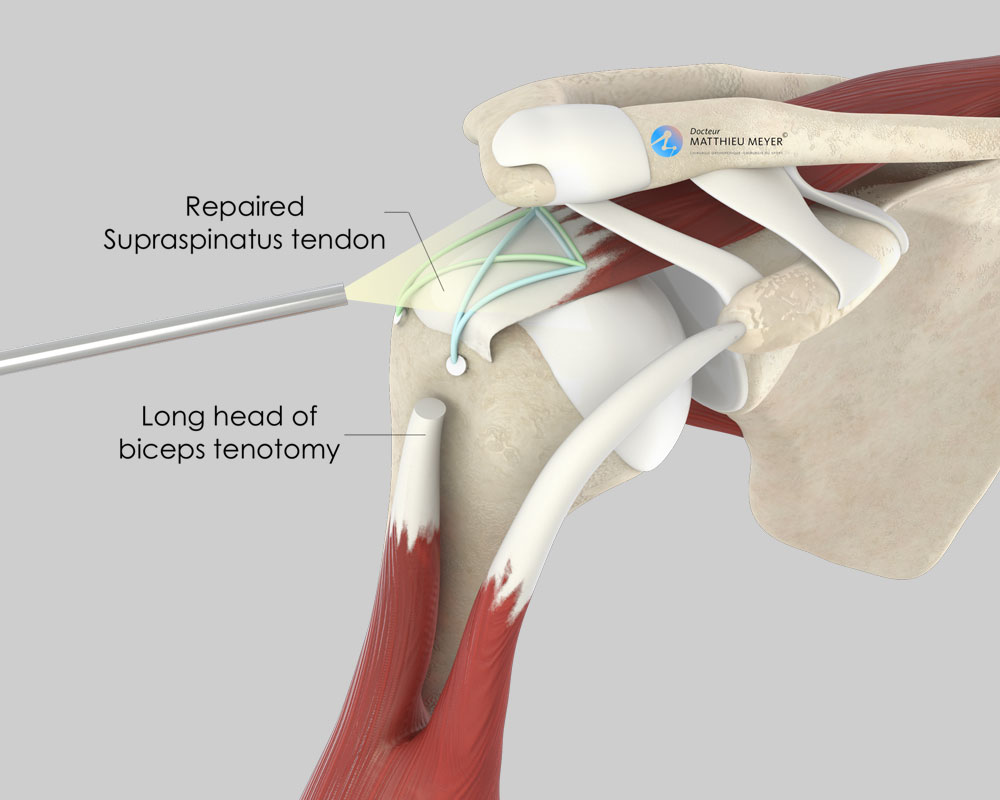 Docteur
MATTHIEU MEYER©
Repaired
Supraspinatus tendon
Long head of
biceps tenotomy